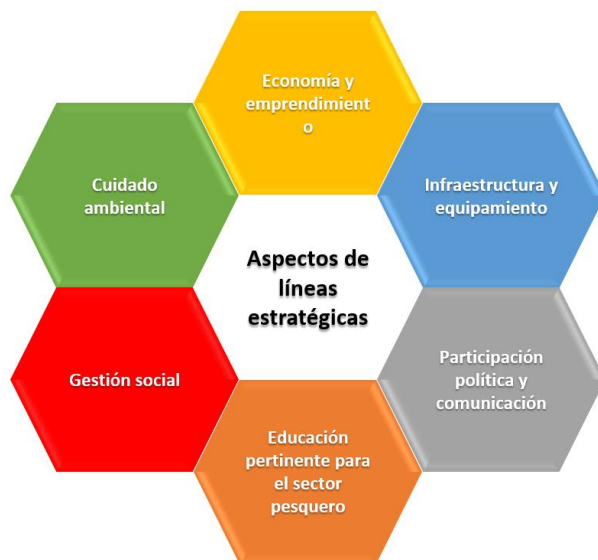 Economía y
emprendimient
o
Cuidado
ambiental
Infraestructura y
equipamiento
Aspectos de
líneas
estratégicas
Gestión social
Participación
política y
comunicación
Educación
pertinente para
el sector
pesquero